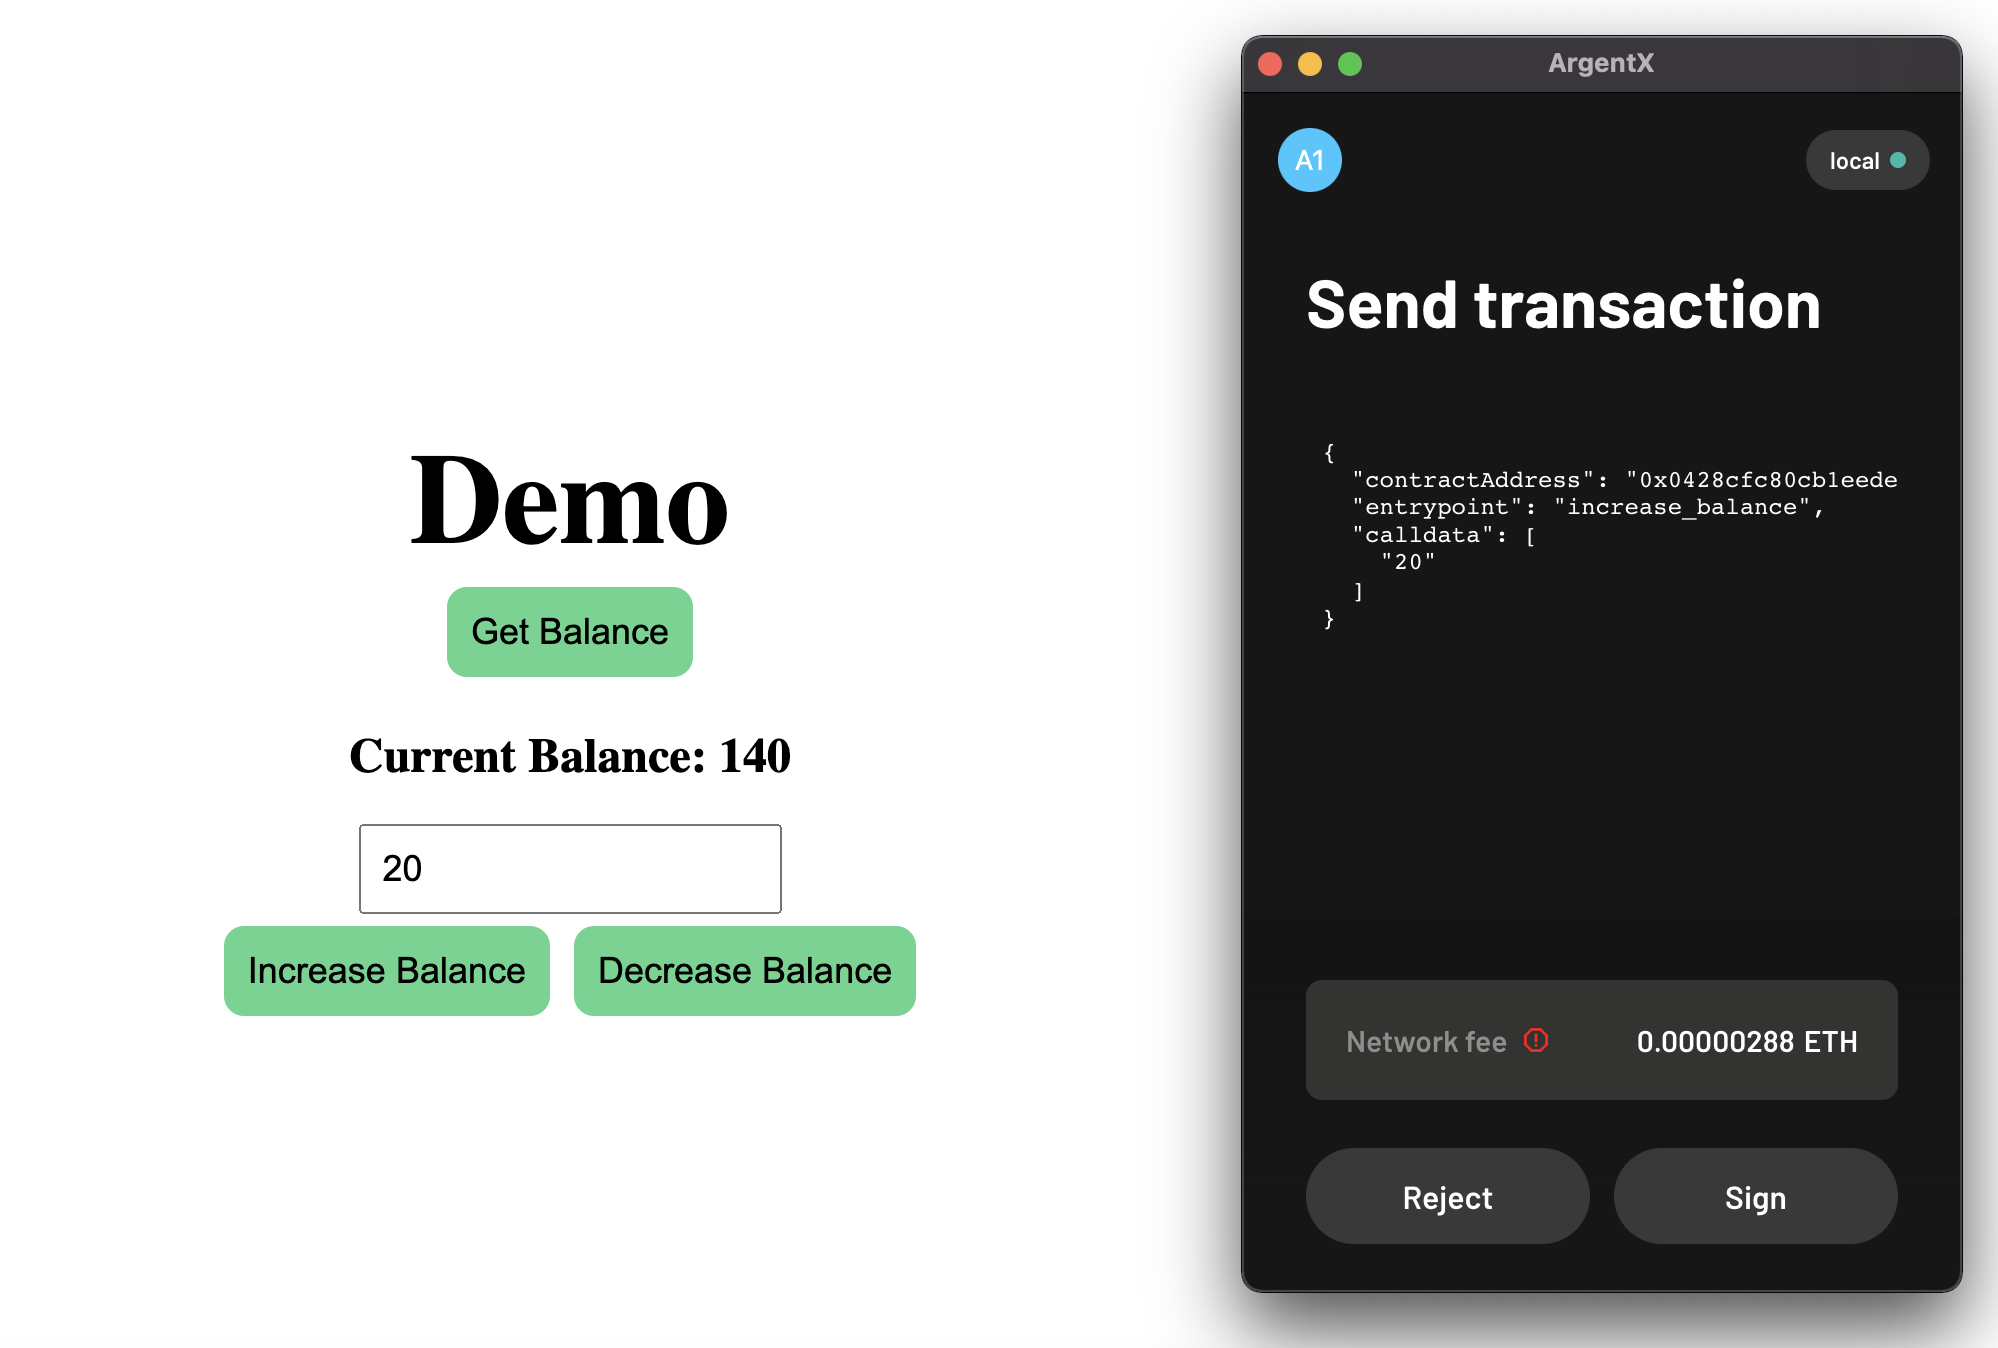 Demo
Get Balance
Current Balance: 140
20
Increase Balance
Decrease Balance
ArgentX
A1
local
Send transaction
{
"contractAddress": "0x0428cfc80cb1eede
"entrypoint": "increase_balance",
"calldata": [
"20"
]
}
Network fee
0.00000288 ETH
Reject
Sign